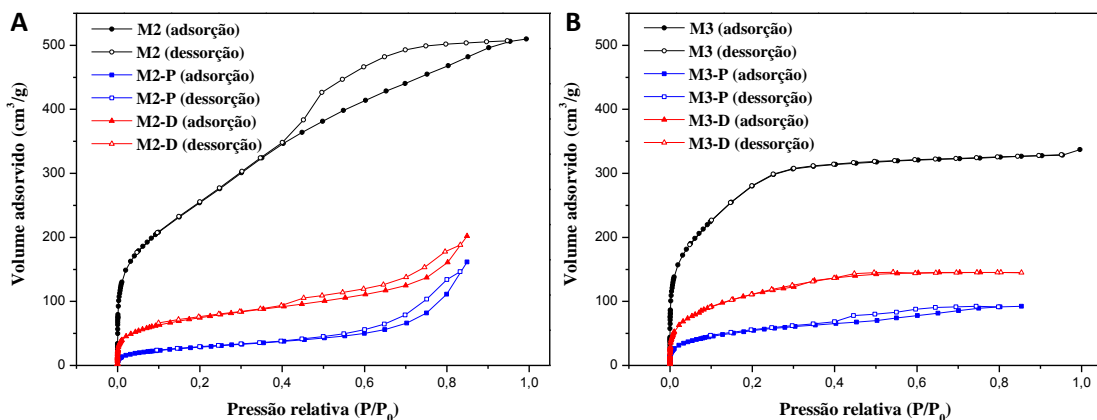 A
M2 (adsorção)
M2 (dessorção)
M2-P (adsorção)
M2-P (dessorção)
M2-D (adsorção)
M2-D (dessorção)
Volume adsorvido (cm³/g)
500
400
300
200
100
0
0,0 0,2 0,4 0,6 0,8 1,0
Pressão relativa (P/P₀)
B
M3 (adsorção)
M3 (dessorção)
M3-P (adsorção)
M3-P (dessorção)
M3-D (adsorção)
M3-D (dessorção)
Volume adsorvido (cm³/g)
500
400
300
200
100
0
0,0 0,2 0,4 0,6 0,8 1,0
Pressão relativa (P/P₀)